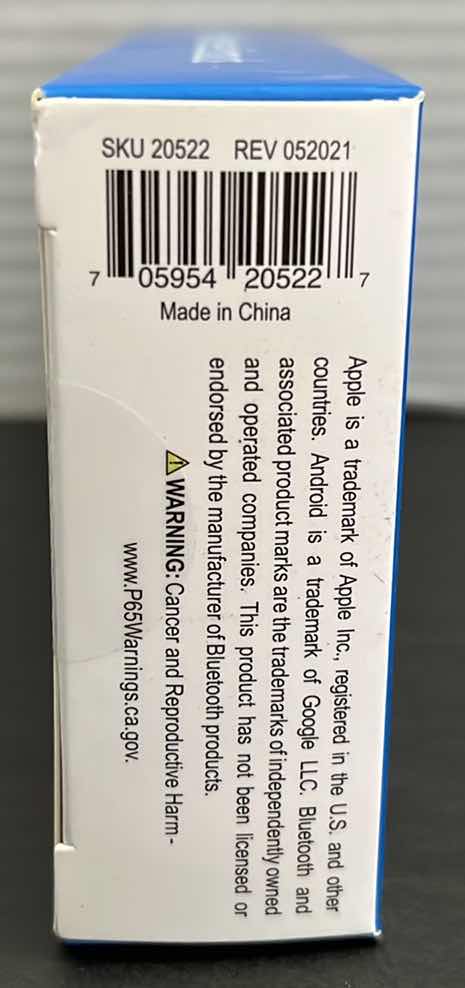 SKU 20522 REV 052021
7 05954 20522 7
Made in China
Apple is a trademark of Apple Inc., registered in the U.S. and other
countries. Android is a trademark of Google LLC. Bluetooth and
associated product marks are the trademarks of independently owned
and operated companies. This product has not been licensed or
endorsed by the manufacturer of Bluetooth products.
WARNING: Cancer and Reproductive Harm -
www.P65Warnings.ca.gov.